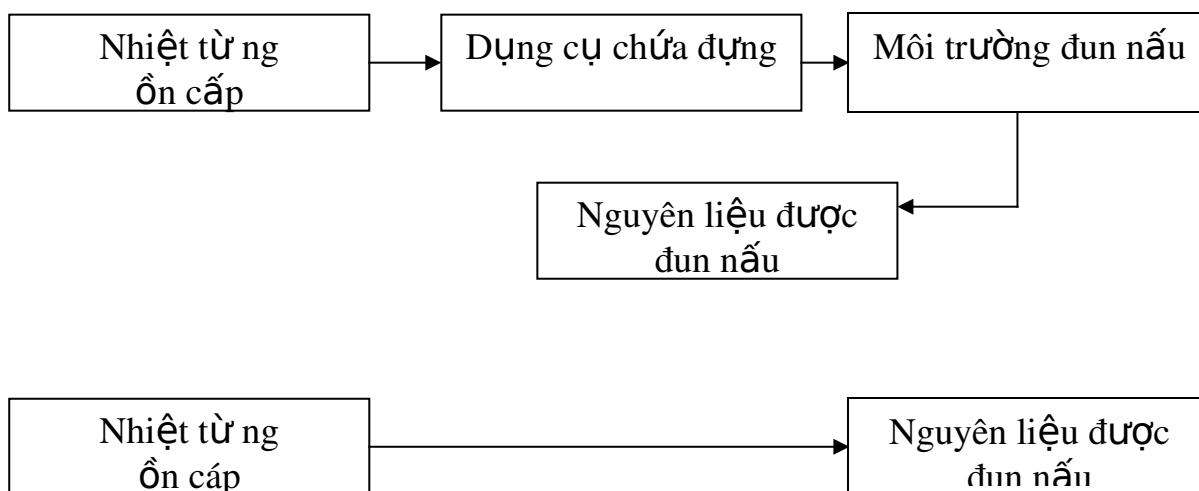 Nhiệt từ ng
ồn cấp
Dụng cụ chứa đựng
Môi trường đun nấu
Nguyên liệu được
đun nấu
Nhiệt từ ng
ồn cáp
Nguyên liệu được
đun nấu